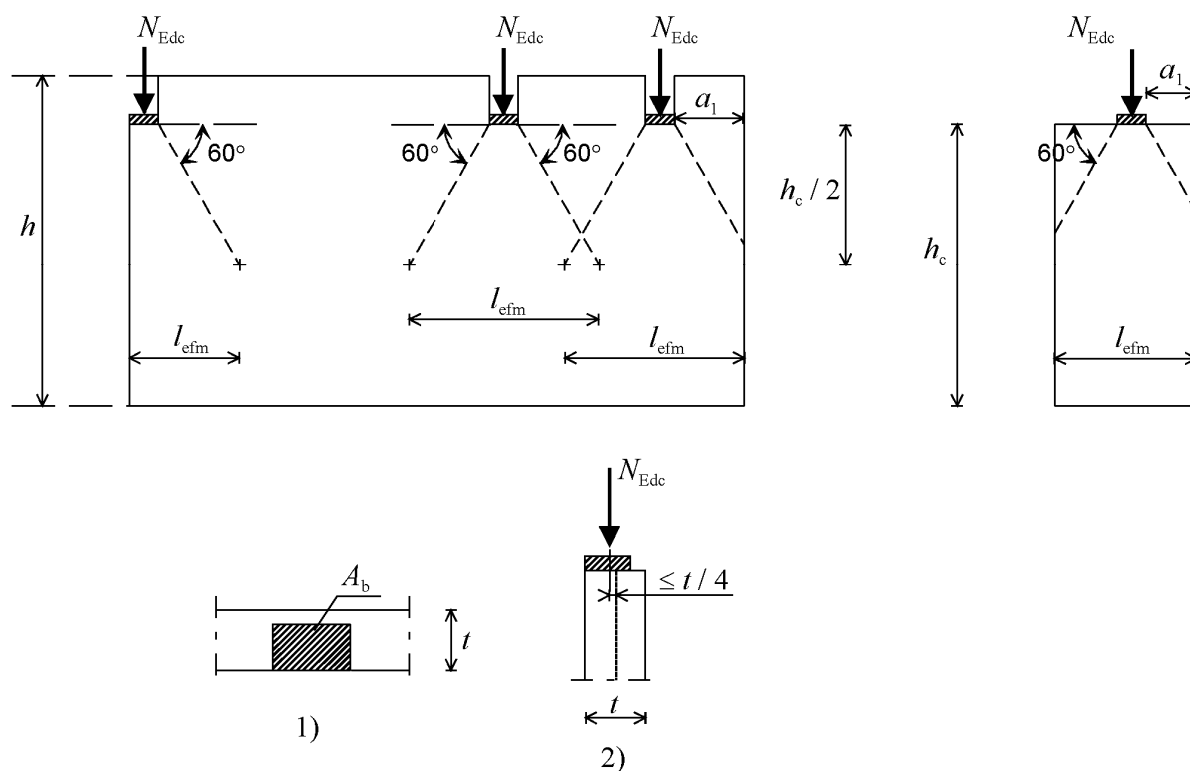 N_Edc N_Edc N_Edc N_Edc
a_1 a_1
60° 60° 60° 60°
h h_c / 2 h_c
l_efm l_efm l_efm l_efm
N_Edc
A_b ≤ t / 4
t
t
1) 2)